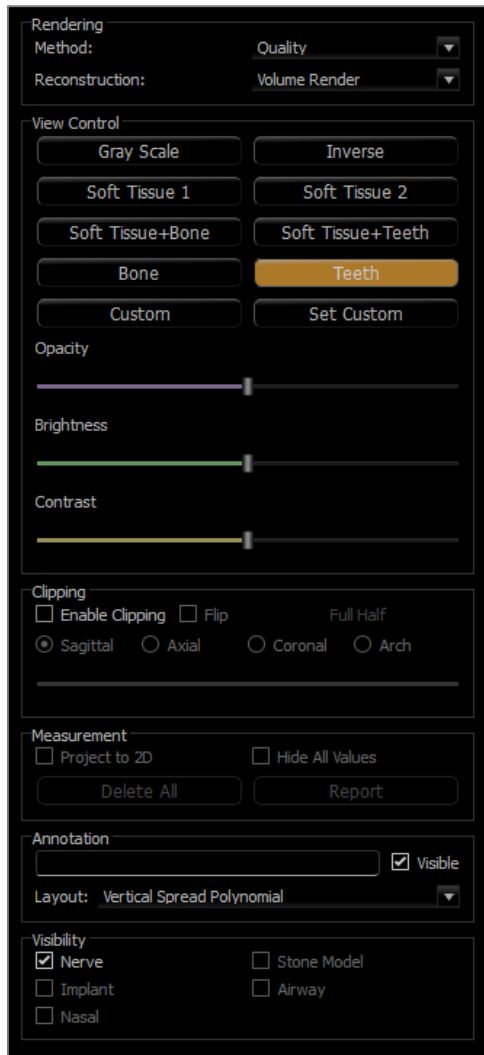 Rendering
Method: Quality
Reconstruction: Volume Render
View Control
Gray Scale Inverse
Soft Tissue 1 Soft Tissue 2
Soft Tissue+Bone Soft Tissue+Teeth
Bone Teeth
Custom Set Custom
Opacity
Brightness
Contrast
Clipping
Enable Clipping Flip Full Half
Sagittal Axial Coronal Arch
Measurement
Project to 2D Hide All Values
Delete All Report
Annotation
Visible
Layout: Vertical Spread Polynomial
Visibility
Nerve Stone Model
Implant Airway
Nasal